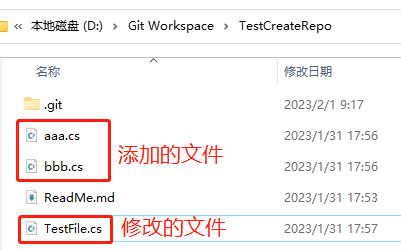 « 本地磁盘 (D:) › Git Workspace › TestCreateRepo
名称 修改日期
.git 2023/2/1 9:17
aaa.cs 2023/1/31 17:56
添加的文件
bbb.cs 2023/1/31 17:56
ReadMe.md 2023/1/31 17:53
TestFile.cs 修改的文件 2023/1/31 17:57